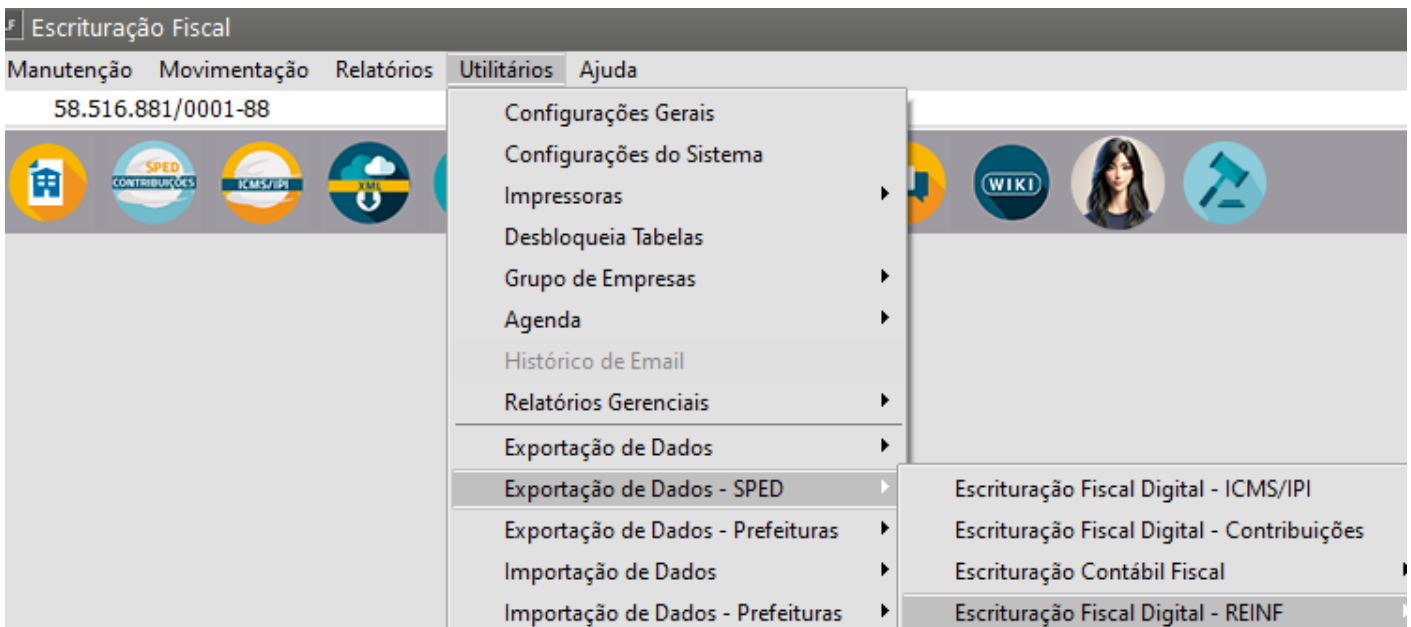 Escrituração Fiscal
Manutenção Movimentação Relatórios Utilitários Ajuda
58.516.881/0001-88
SPED
CONTRIBUIÇÕES
ICMS/IPI
XML
WIKI
Configurações Gerais
Configurações do Sistema
Impressoras
Desbloqueia Tabelas
Grupo de Empresas
Agenda
Histórico de Email
Relatórios Gerenciais
Exportação de Dados
Exportação de Dados - SPED
Exportação de Dados - Prefeituras
Importação de Dados
Importação de Dados - Prefeituras
Escrituração Fiscal Digital - ICMS/IPI
Escrituração Fiscal Digital - Contribuições
Escrituração Contábil Fiscal
Escrituração Fiscal Digital - REINF